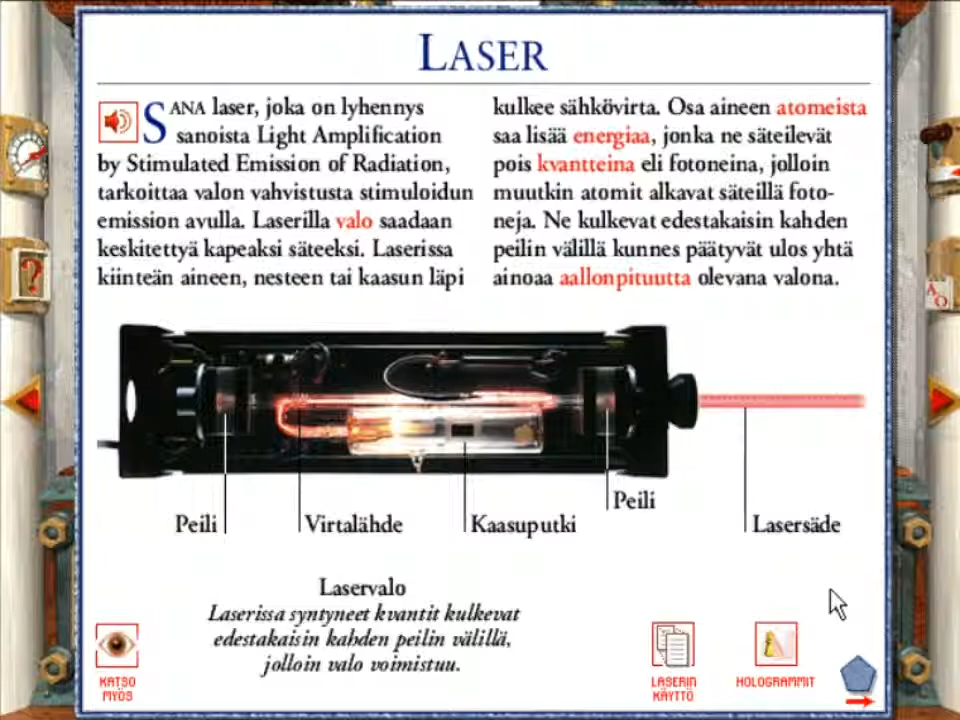 LASER
SANA laser, joka on lyhennys
sanoista Light Amplification
by Stimulated Emission of Radiation,
tarkoittaa valon vahvistusta stimuloidun
emission avulla. Laserilla valo saadaan
keskitettyä kapeaksi säteeksi. Laserissa
kiinteän aineen, nesteen tai kaasun läpi
kulkee sähkövirta. Osa aineen atomeista
saa lisää energiaa, jonka ne säteilevät
pois kvantteina eli fotoneina, jolloin
muutkin atomit alkavat säteillä foto-
neja. Ne kulkevat edestakaisin kahden
peilin välillä kunnes päätyvät ulos yhtä
ainoaa aallonpituutta olevana valona.
Peili
Virtalähde
Kaasuputki
Peili
Lasersäde
Laservalo
Laserissa syntyneet kvantit kulkevat
edestakaisin kahden peilin välillä,
jolloin valo voimistuu.
KATSO
MYÖS
LASERIN
KÄYTTÖ
HOLOGRAMMIT
?
A
O